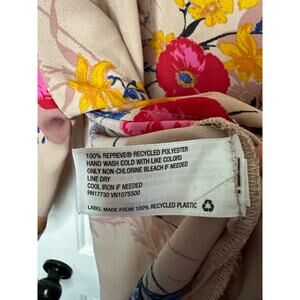 100% REPREVE® RECYCLED POLYESTER
HAND WASH COLD WITH LIKE COLORS
ONLY NON-CHLORINE BLEACH IF NEEDED
LINE DRY
COOL IRON IF NEEDED
RN17730 VN1075500
LABEL MADE FROM 100% RECYCLED PLASTIC